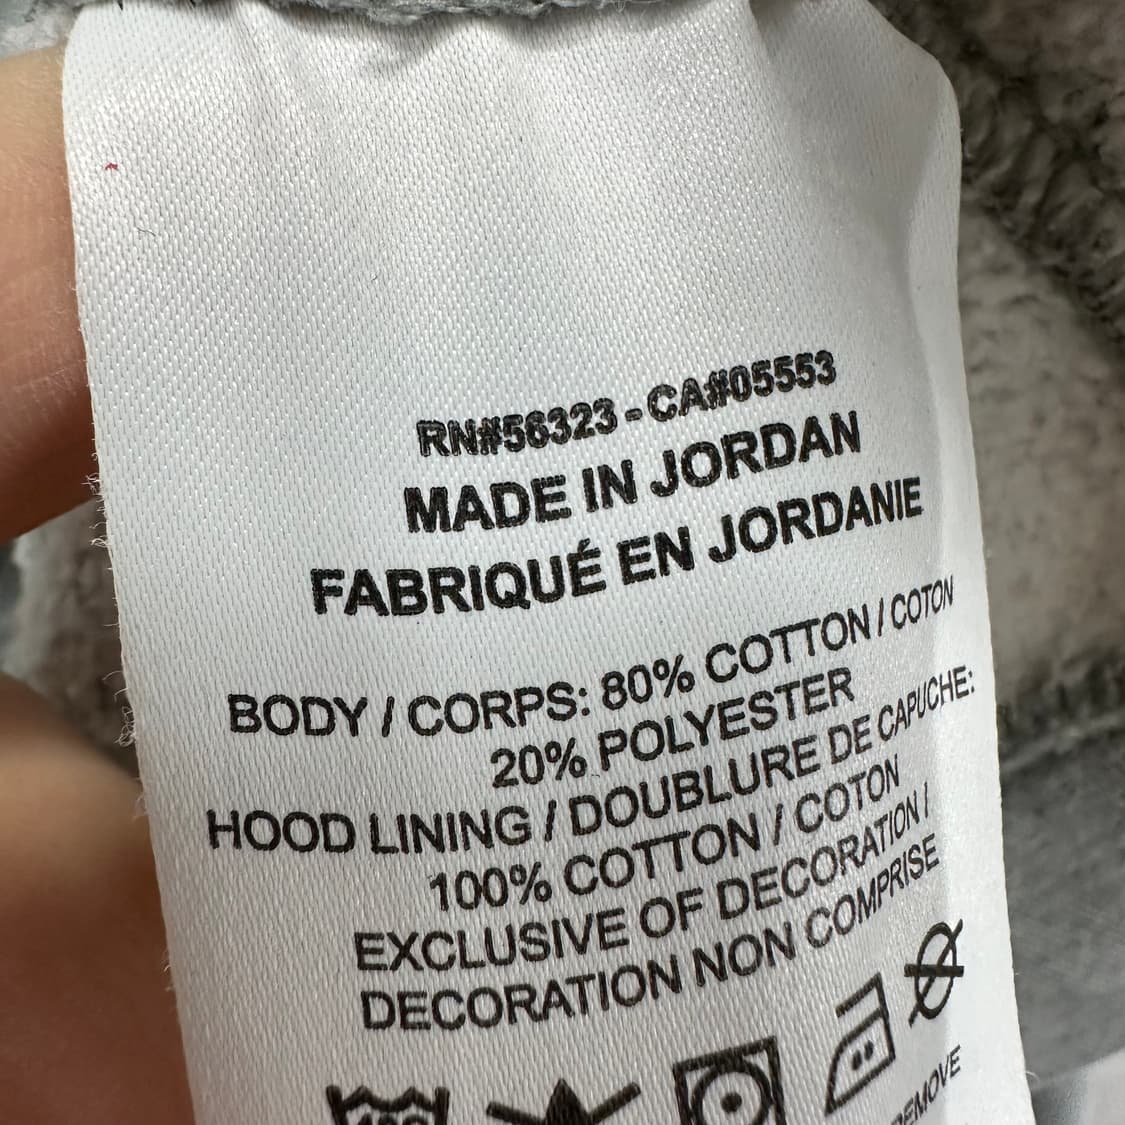 RN#56323 - CA#05553
MADE IN JORDAN
FABRIQUÉ EN JORDANIE
BODY / CORPS: 80% COTTON / COTON
20% POLYESTER
HOOD LINING / DOUBLURE DE CAPUCHE:
100% COTTON / COTON
EXCLUSIVE OF DECORATION /
DECORATION NON COMPRISE
REMOVE